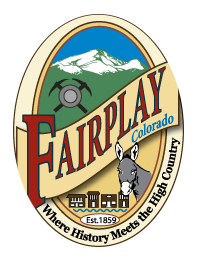 FAIRPLAY
Colorado
Est.1859
Where History Meets the High Country